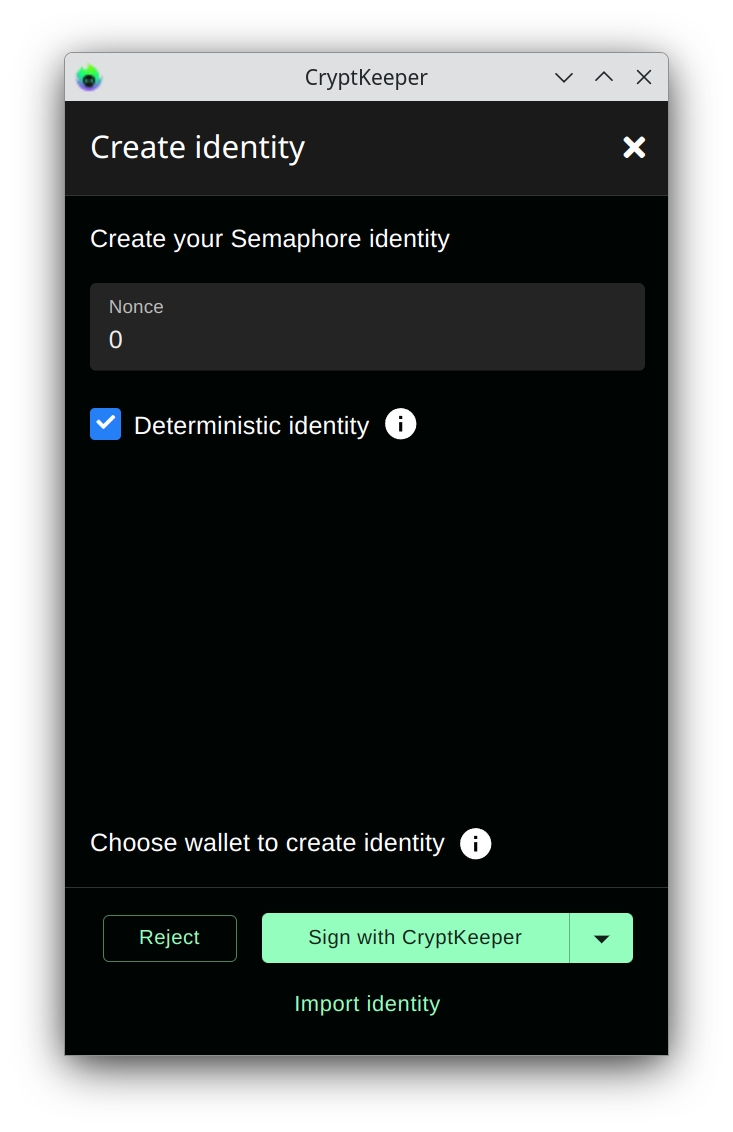 CryptKeeper
Create identity
Create your Semaphore identity
Nonce
0
Deterministic identity
Choose wallet to create identity
Reject
Sign with CryptKeeper
Import identity